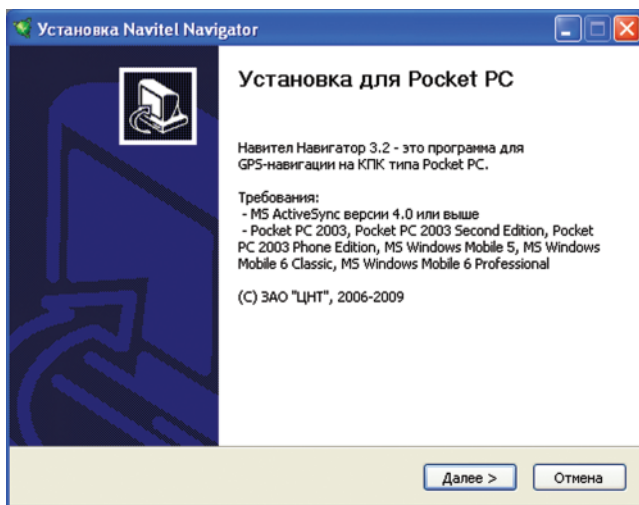 Установка Navitel Navigator
Установка для Pocket PC
Навител Навигатор 3.2 - это программа для
GPS-навигации на КПК типа Pocket PC.
Требования:
- MS ActiveSync версии 4.0 или выше
- Pocket PC 2003, Pocket PC 2003 Second Edition, Pocket
PC 2003 Phone Edition, MS Windows Mobile 5, MS Windows
Mobile 6 Classic, MS Windows Mobile 6 Professional
(C) ЗАО "ЦНТ", 2006-2009
Далее >
Отмена